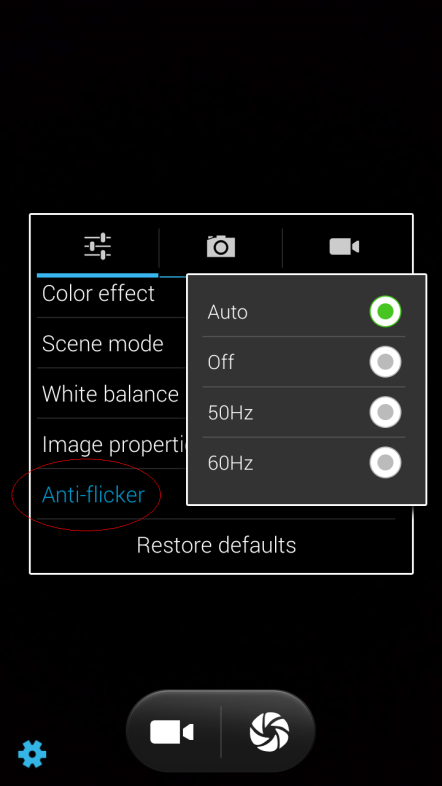 Color effect
Scene mode
White balance
Image properti
Anti-flicker
Restore defaults
Auto
Off
50Hz
60Hz